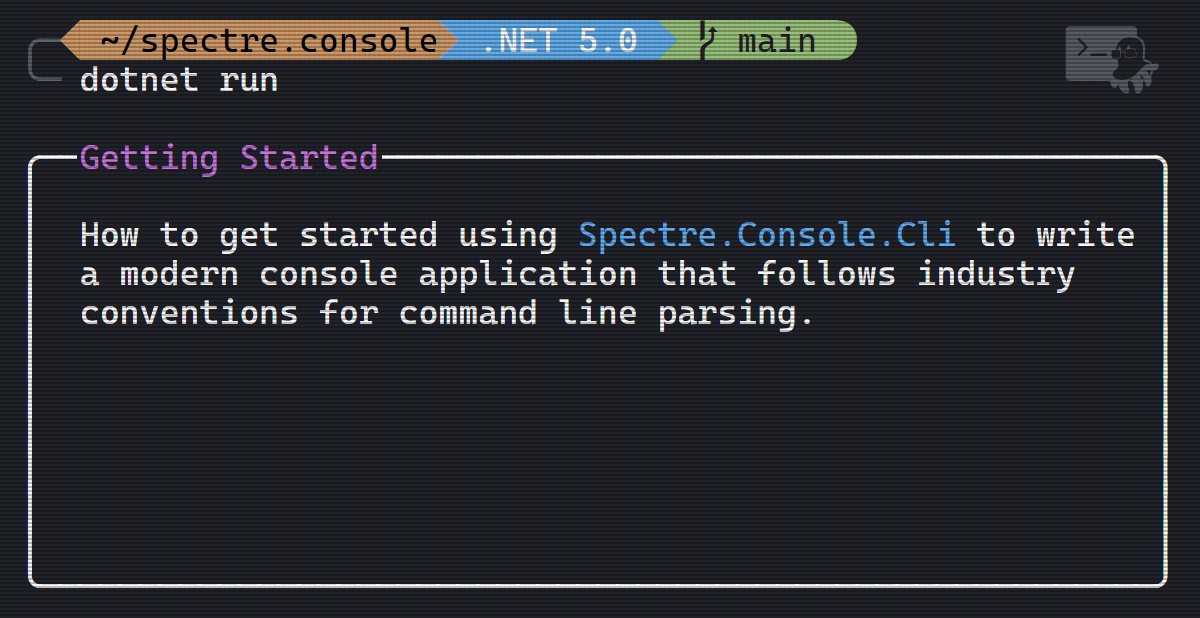 ~/spectre.console .NET 5.0 main
dotnet run
Getting Started
How to get started using Spectre.Console.Cli to write
a modern console application that follows industry
conventions for command line parsing.